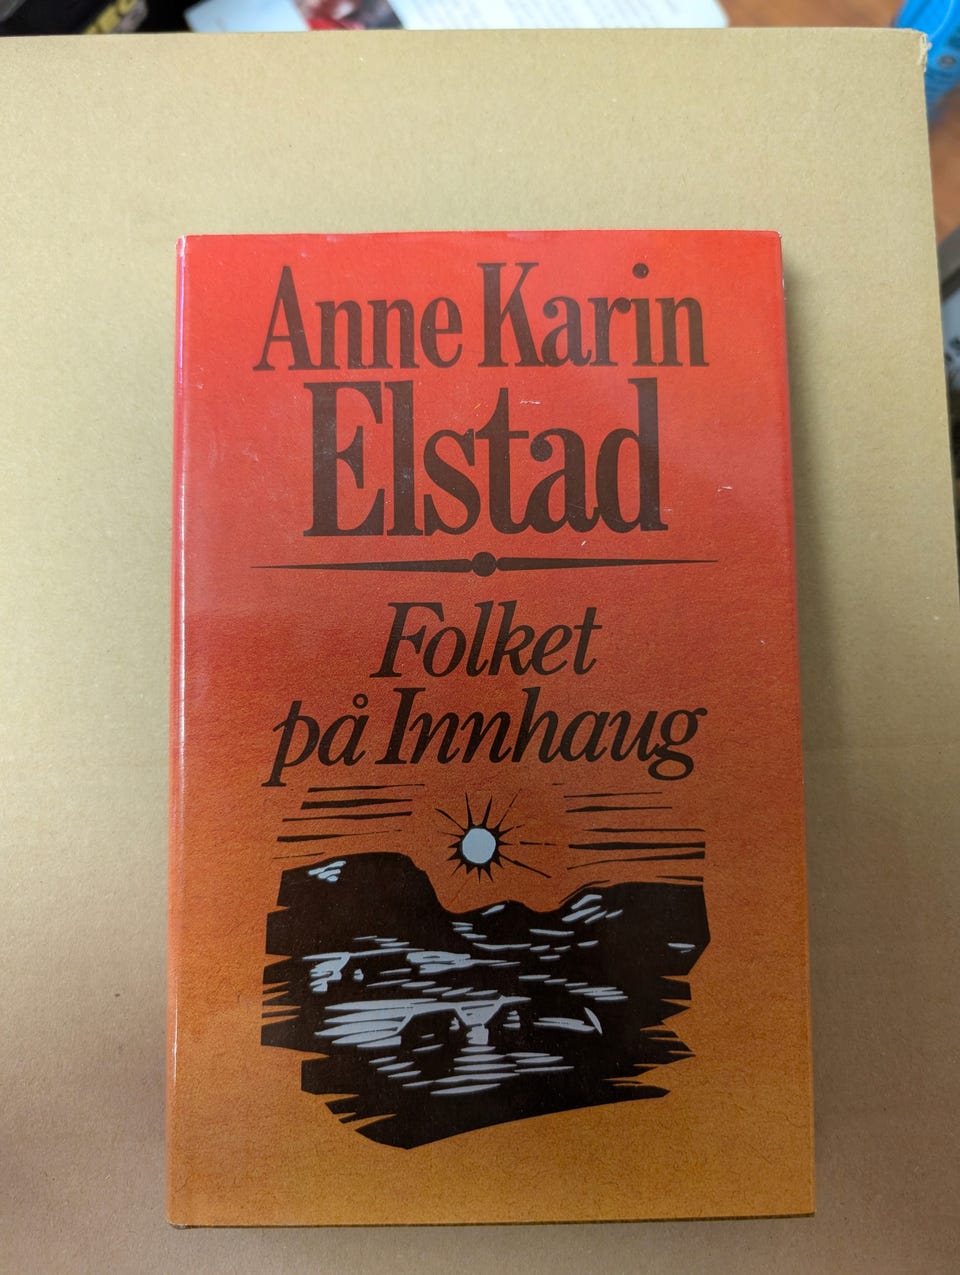 Anne Karin
Elstad
Folket
på Innhaug